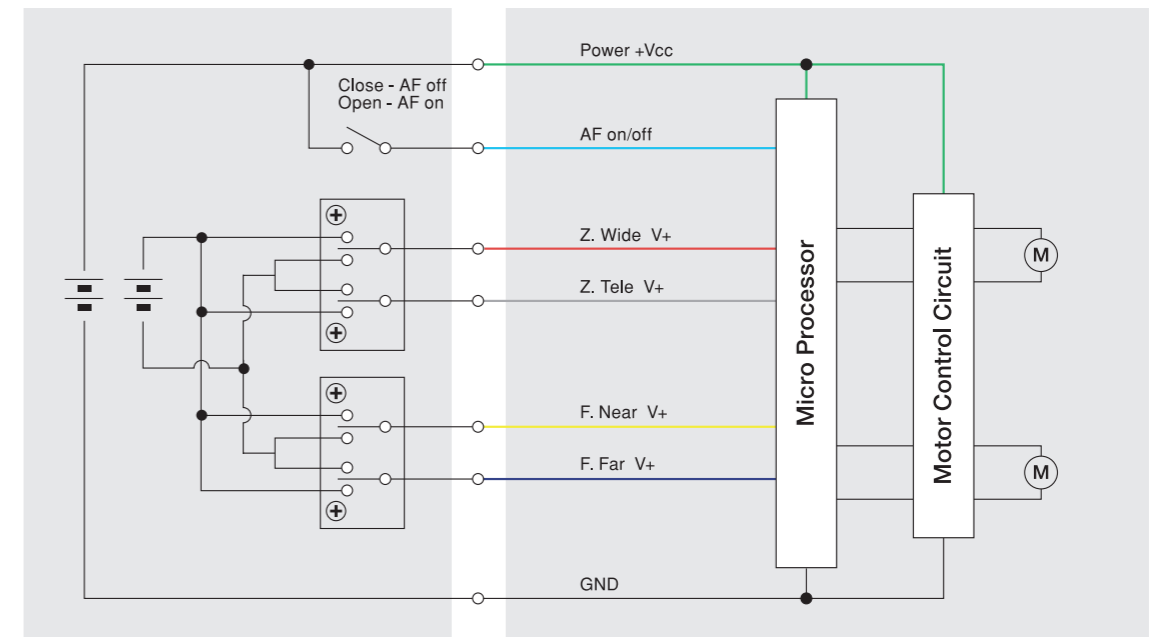 Power +Vcc
Close - AF off
Open - AF on
AF on/off
Z. Wide V+
Z. Tele V+
F. Near V+
F. Far V+
GND
Micro Processor
Motor Control Circuit
M
M